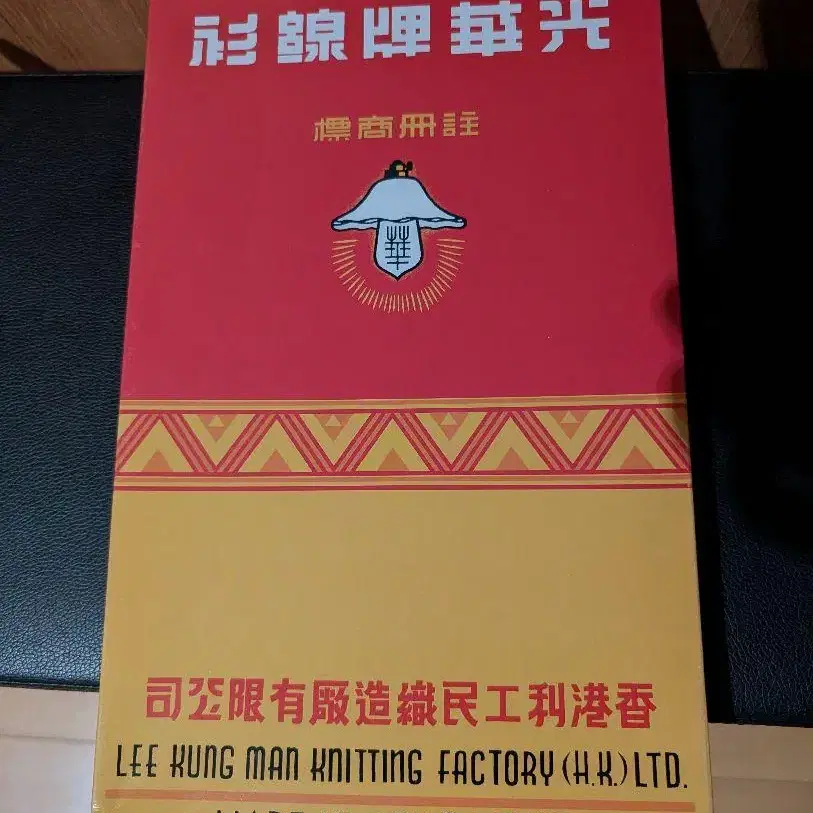 光華牌線衫
註冊商標
華
香港利工民織造廠有限公司
LEE KUNG MAN KNITTING FACTORY (H.K.) LTD.